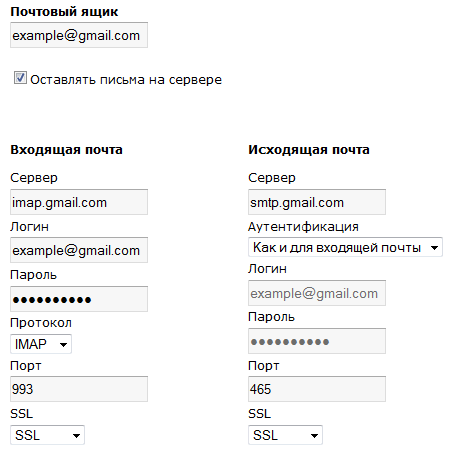 Почтовый ящик
example@gmail.com
Оставлять письма на сервере
Входящая почта
Сервер
imap.gmail.com
Логин
example@gmail.com
Пароль
●●●●●●●●●●
Протокол
IMAP
Порт
993
SSL
SSL
Исходящая почта
Сервер
smtp.gmail.com
Аутентификация
Как и для входящей почты
Логин
example@gmail.com
Пароль
●●●●●●●●●●
Порт
465
SSL
SSL